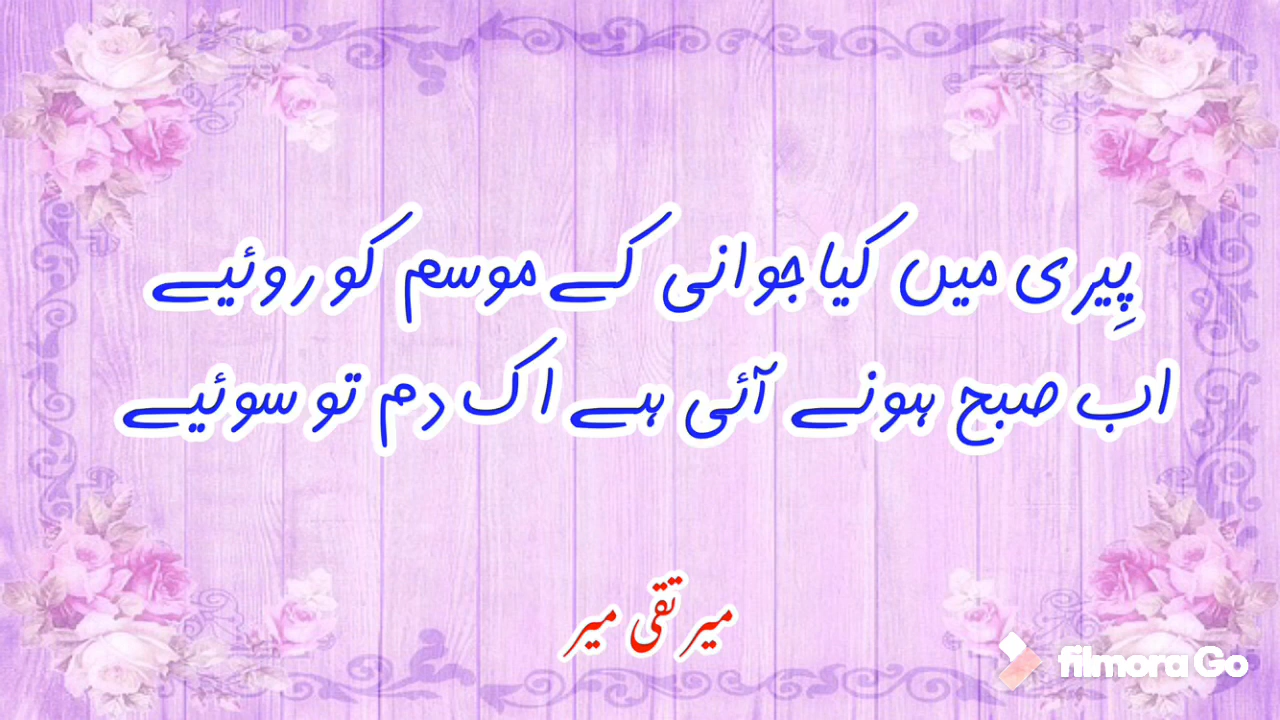 پِیری میں کیا جوانی کے موسم کو روئیے
اب صبح ہونے آئی ہے اک دم تو سوئیے
میر تقی میر
filmora Go